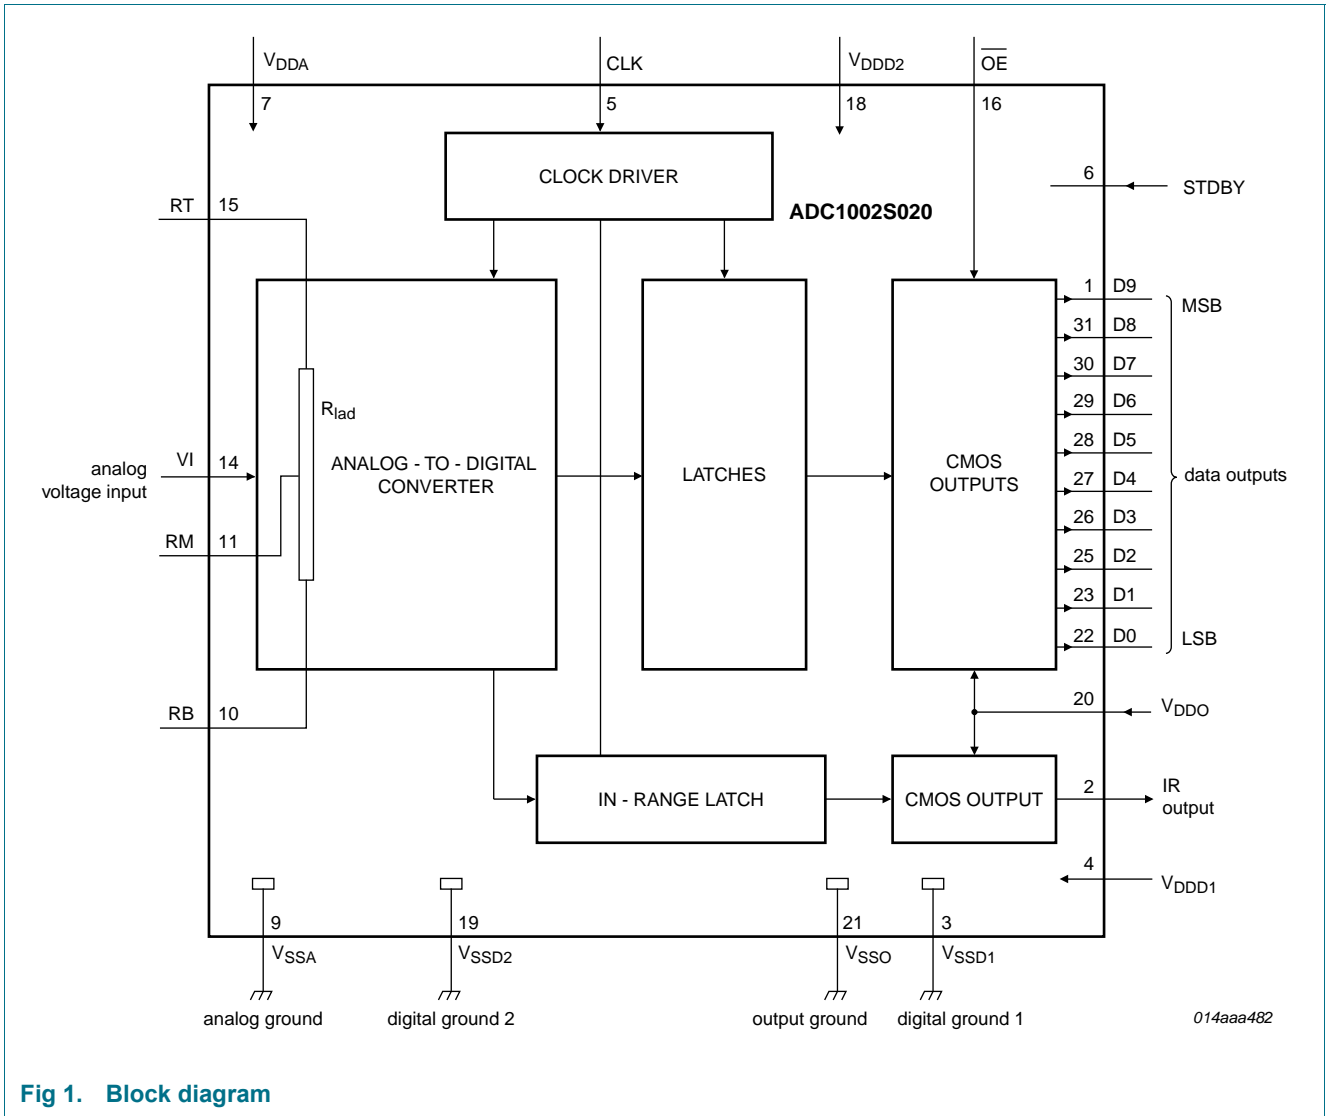 VDDA
CLK
VDDD2
OE
7
5
18
16
CLOCK DRIVER
6
STDBY
ADC1002S020
RT
15
1
D9
MSB
31
D8
30
D7
29
D6
28
D5
27
D4
26
D3
25
D2
23
D1
22
D0
LSB
data outputs
Rlad
ANALOG - TO - DIGITAL
CONVERTER
LATCHES
CMOS
OUTPUTS
analog
voltage input
VI
14
RM
11
RB
10
20
VDDO
IN - RANGE LATCH
CMOS OUTPUT
2
IR
output
4
VDDD1
9
19
21
3
VSSA
VSSD2
VSSO
VSSD1
analog ground
digital ground 2
output ground
digital ground 1
014aaa482
Fig 1. Block diagram